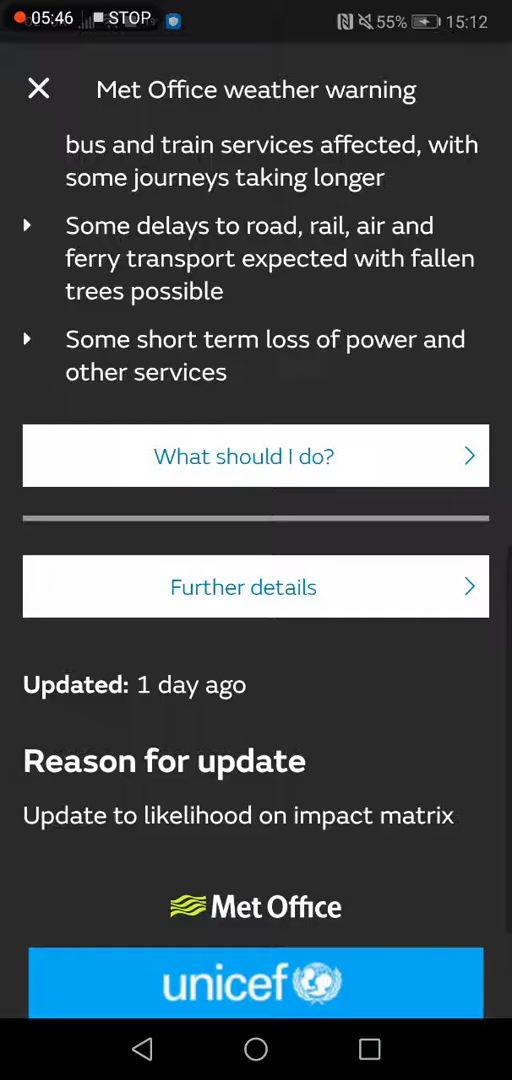 05:46 STOP 55% 15:12
Met Office weather warning
bus and train services affected, with
some journeys taking longer
Some delays to road, rail, air and
ferry transport expected with fallen
trees possible
Some short term loss of power and
other services
What should I do?
Further details
Updated: 1 day ago
Reason for update
Update to likelihood on impact matrix
Met Office
unicef